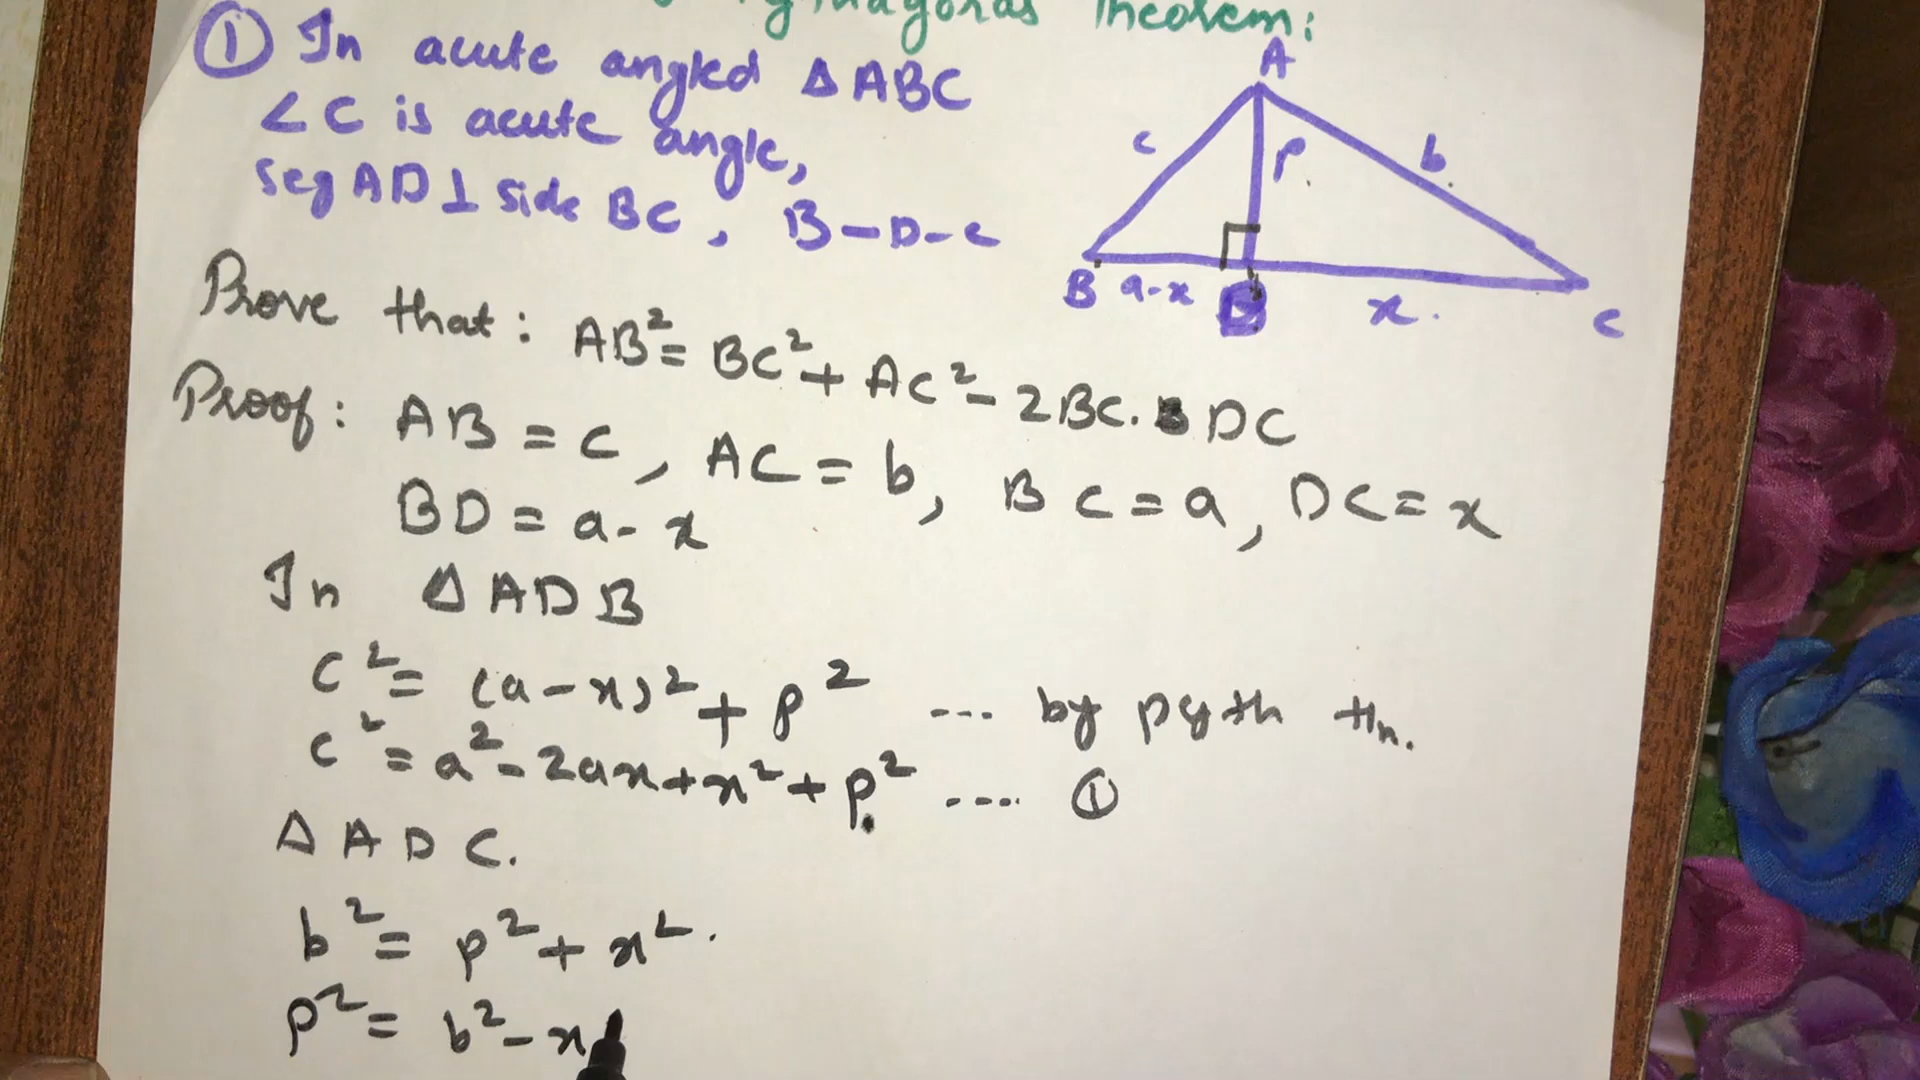 Theorem:
① In acute angled △ABC
∠C is acute angle,
seg AD⊥ side BC, B-D-C
A
c
p
b
B a-x D x. C
Prove that: AB²= BC²+ AC²- 2BC. DC
Proof: AB = c, AC = b, BC = a, DC = x
BD = a-x
In △ADB
c²= (a-x)²+p² --- by pyth thm.
c²= a²-2ax+x²+p² ---- ①
△ADC.
b²= p²+x².
p²= b²-x